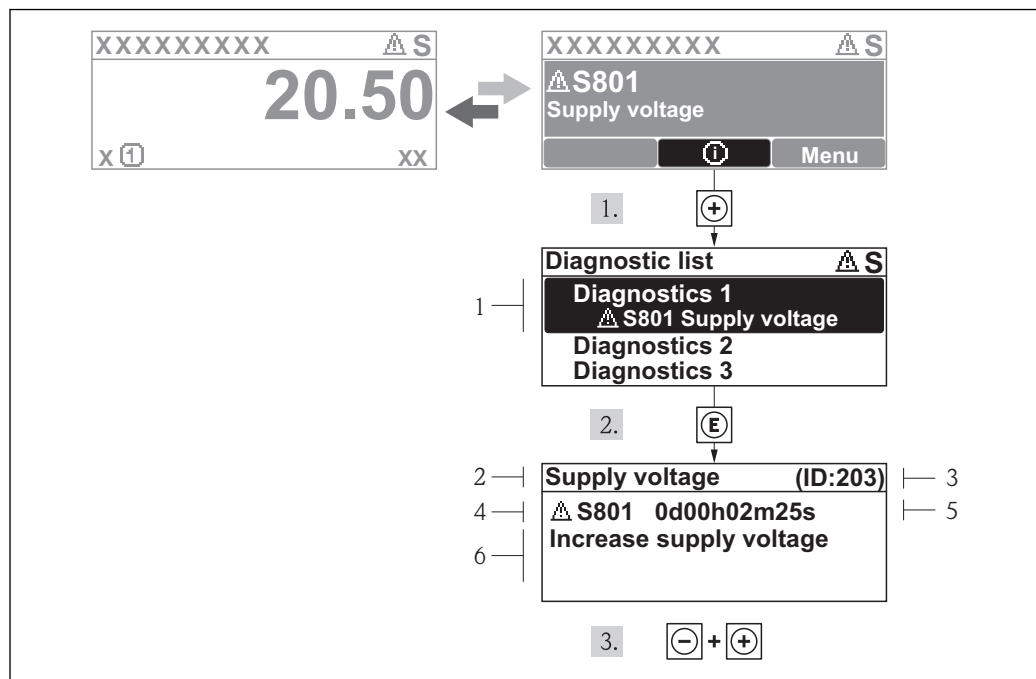 XXXXXXXXX ⚠ S
20.50
X ① XX
XXXXXXXXX ⚠ S
⚠ S801
Supply voltage
ⓘ Menu
1. +
Diagnostic list ⚠ S
1
Diagnostics 1
⚠ S801 Supply voltage
Diagnostics 2
Diagnostics 3
2. E
2 Supply voltage (ID:203) 3
4 ⚠ S801 0d00h02m25s 5
6 Increase supply voltage
3. - + +